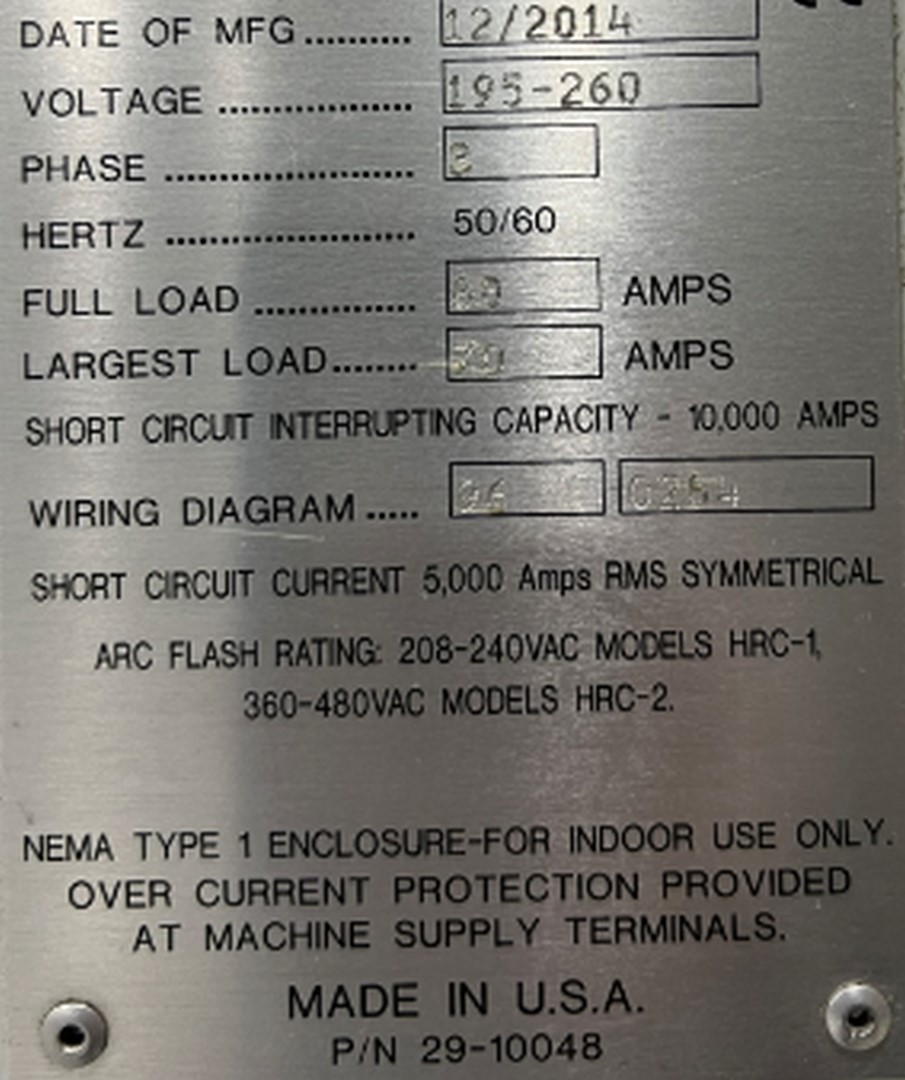 DATE OF MFG .......... 12/2014
VOLTAGE .................. 195-260
PHASE ....................... 3
HERTZ ....................... 50/60
FULL LOAD ............... AMPS
LARGEST LOAD........ AMPS
SHORT CIRCUIT INTERRUPTING CAPACITY - 10,000 AMPS
WIRING DIAGRAM ..... 96
SHORT CIRCUIT CURRENT 5,000 Amps RMS SYMMETRICAL
ARC FLASH RATING: 208-240VAC MODELS HRC-1,
360-480VAC MODELS HRC-2.
NEMA TYPE 1 ENCLOSURE-FOR INDOOR USE ONLY.
OVER CURRENT PROTECTION PROVIDED
AT MACHINE SUPPLY TERMINALS.
MADE IN U.S.A.
P/N 29-10048